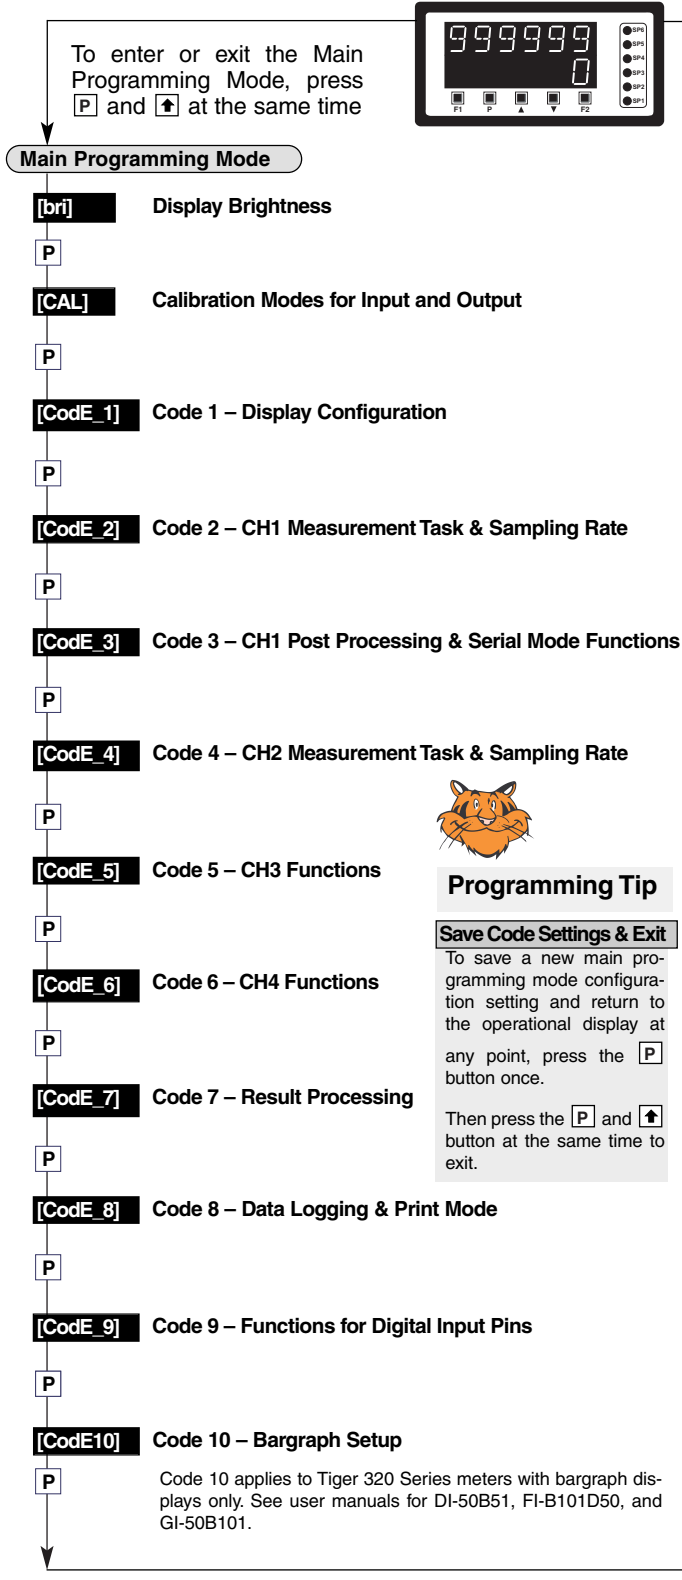 999999
0
SP6
SP5
SP4
SP3
SP2
SP1
F1 P ▲ ▼ F2
To enter or exit the Main
Programming Mode, press
P and ⬆ at the same time
Main Programming Mode
[bri] Display Brightness
P
[CAL] Calibration Modes for Input and Output
P
[CodE_1] Code 1 – Display Configuration
P
[CodE_2] Code 2 – CH1 Measurement Task & Sampling Rate
P
[CodE_3] Code 3 – CH1 Post Processing & Serial Mode Functions
P
[CodE_4] Code 4 – CH2 Measurement Task & Sampling Rate
P
[CodE_5] Code 5 – CH3 Functions
P
[CodE_6] Code 6 – CH4 Functions
P
[CodE_7] Code 7 – Result Processing
P
[CodE_8] Code 8 – Data Logging & Print Mode
P
[CodE_9] Code 9 – Functions for Digital Input Pins
P
[CodE10] Code 10 – Bargraph Setup
P
Code 10 applies to Tiger 320 Series meters with bargraph dis-
plays only. See user manuals for DI-50B51, FI-B101D50, and
GI-50B101.
Programming Tip
Save Code Settings & Exit
To save a new main pro-
gramming mode configura-
tion setting and return to
the operational display at
any point, press the P
button once.
Then press the P and ⬆
button at the same time to
exit.